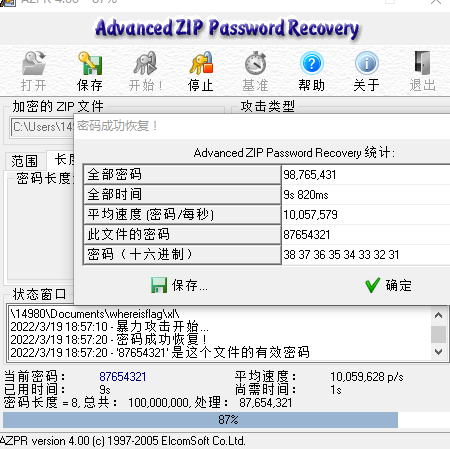 AZPR 4.00 - 87%
Advanced ZIP Password Recovery
打开 保存 开始! 停止 基准 帮助 关于 退出
加密的 ZIP 文件 攻击类型
C:\Users\149
范围 长度
密码长度
密码成功恢复!
Advanced ZIP Password Recovery 统计:
全部密码 98,765,431
全部时间 9s 820ms
平均速度 (密码/每秒) 10,057,579
此文件的密码 87654321
密码 (十六进制) 38 37 36 35 34 33 32 31
保存... 确定
状态窗口
\14980\Documents\whereisflag\xl\
2022/3/19 18:57:10 - 暴力攻击开始...
2022/3/19 18:57:20 - 密码成功恢复!
2022/3/19 18:57:20 - '87654321' 是这个文件的有效密码
当前密码: 87654321 平均速度: 10,059,628 p/s
已用时间: 9s 尚需时间: 1s
密码长度 = 8, 总共: 100,000,000, 处理: 87,654,321
87%
AZPR version 4.00 (c) 1997-2005 ElcomSoft Co.Ltd.